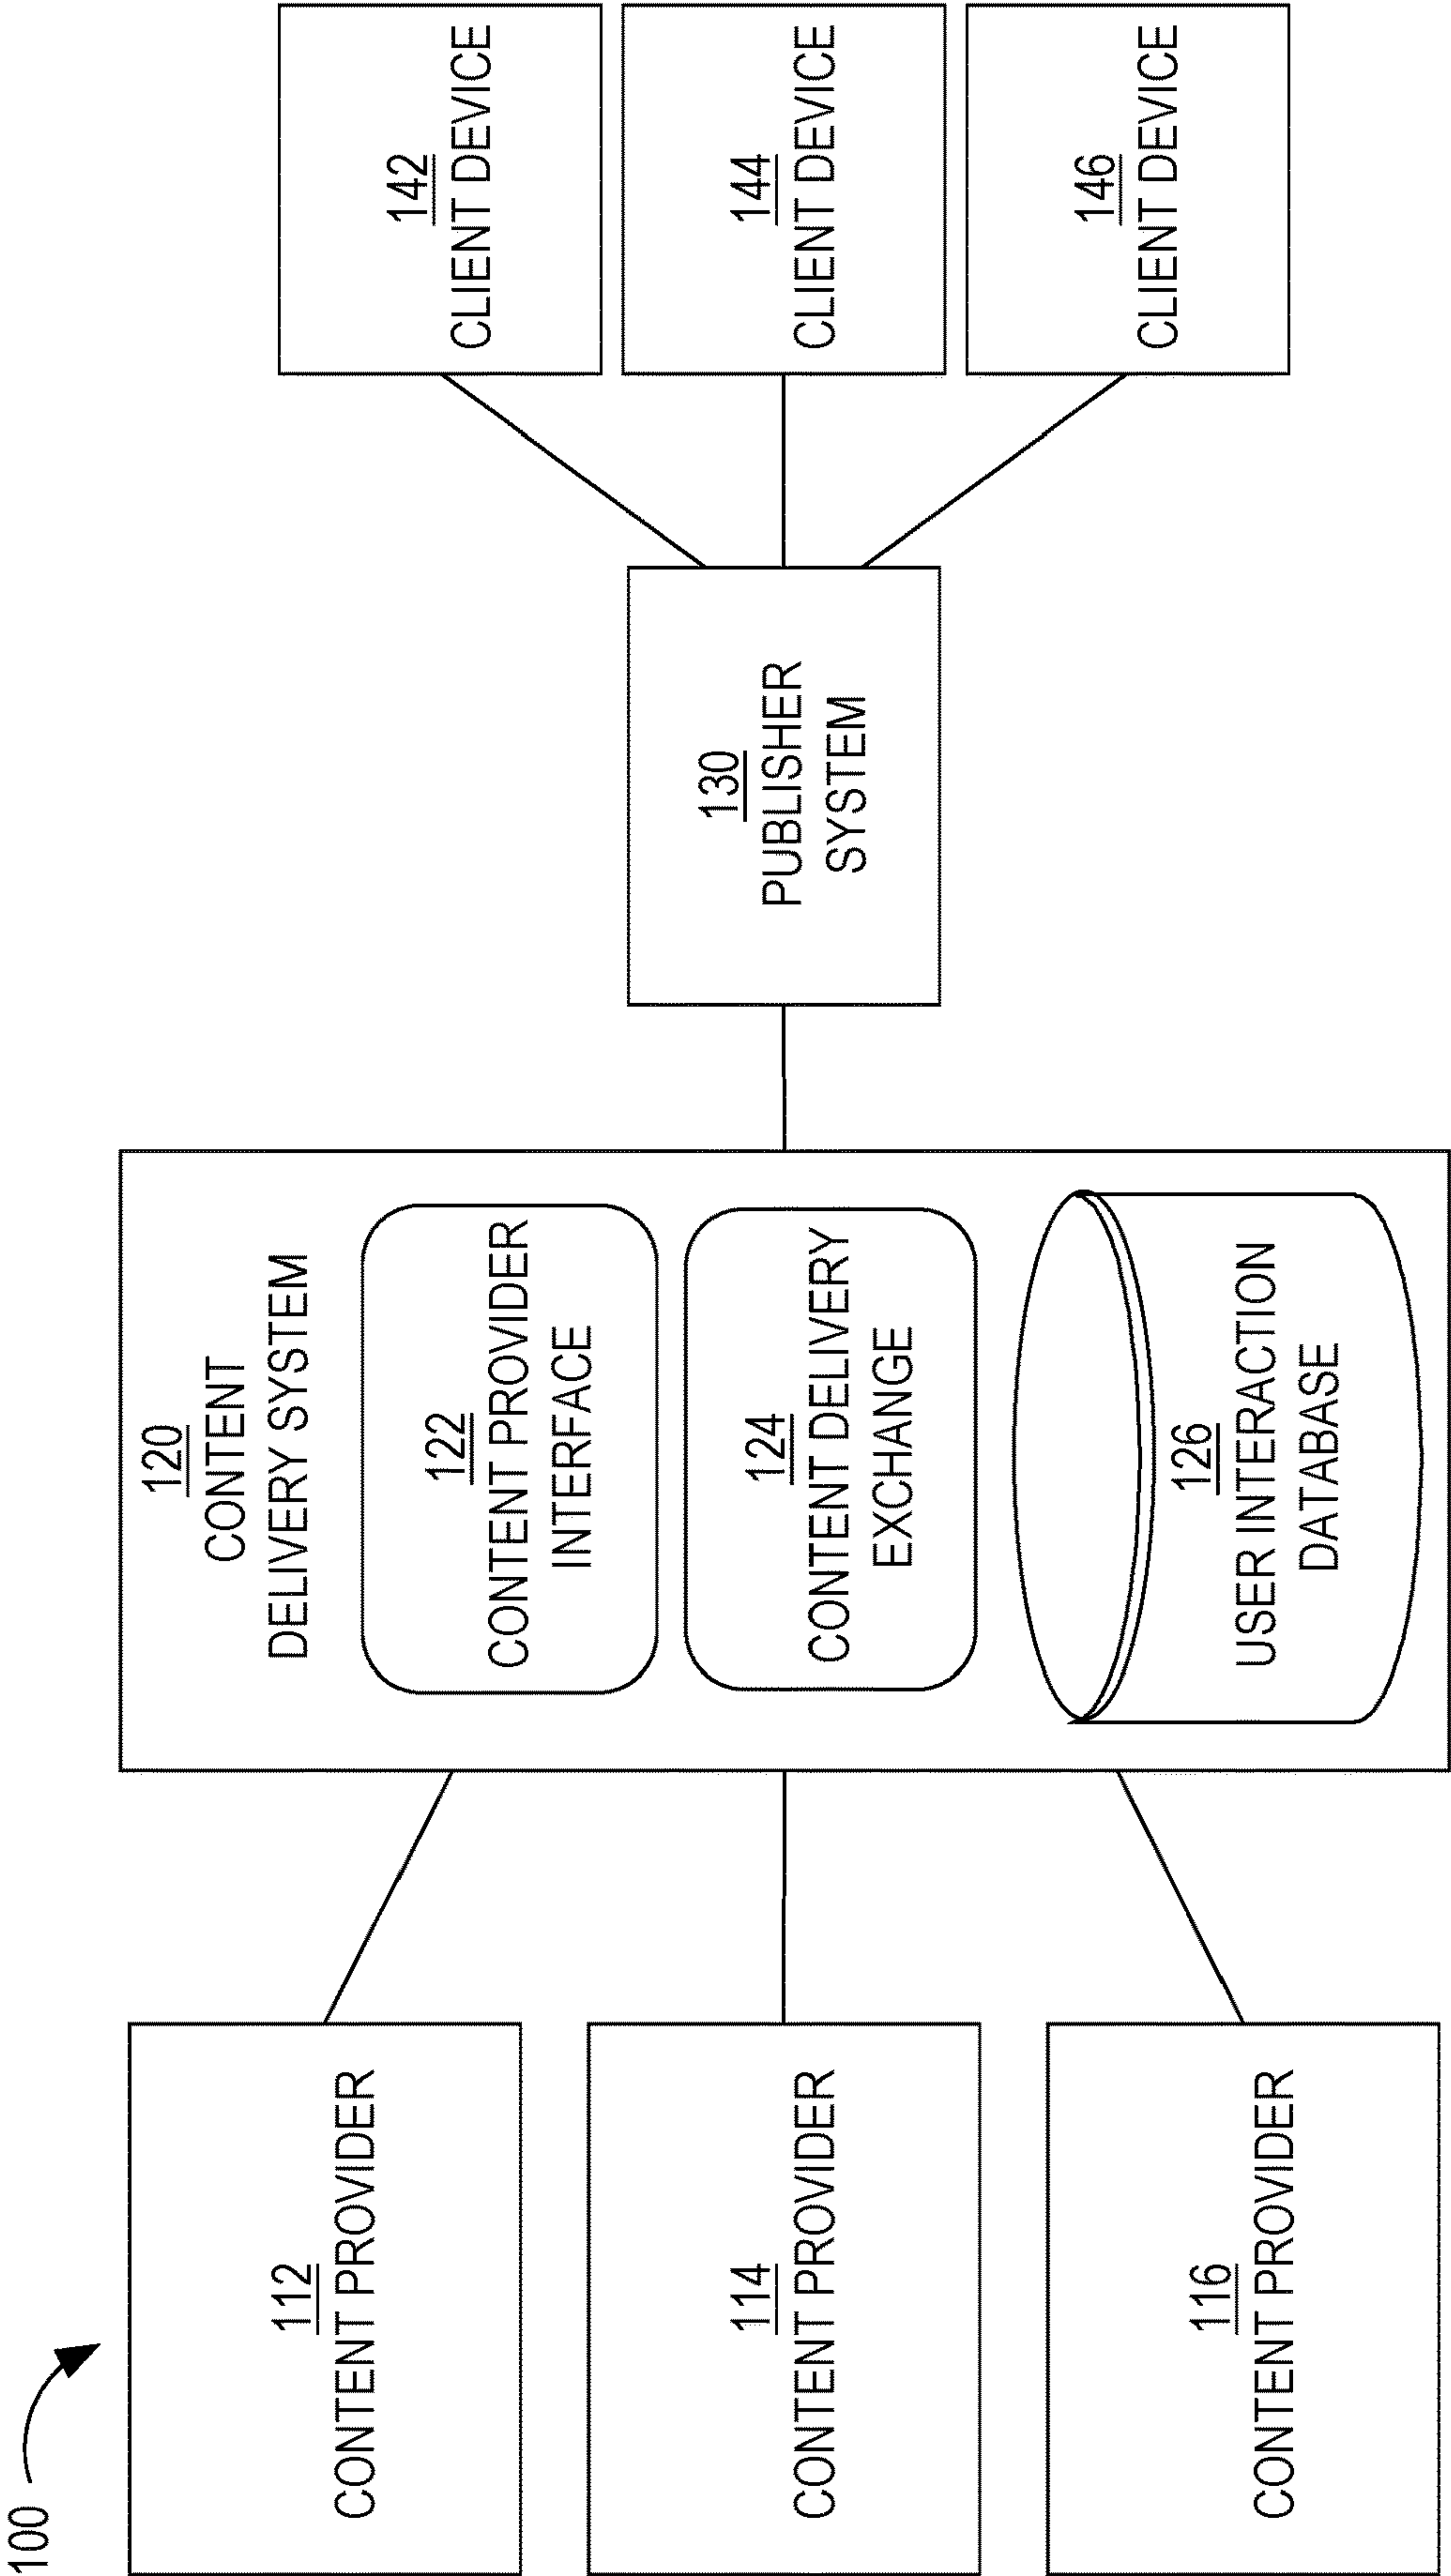 100
112
CONTENT PROVIDER
114
CONTENT PROVIDER
116
CONTENT PROVIDER
120
CONTENT
DELIVERY SYSTEM
122
CONTENT PROVIDER
INTERFACE
124
CONTENT DELIVERY
EXCHANGE
126
USER INTERACTION
DATABASE
130
PUBLISHER
SYSTEM
142
CLIENT DEVICE
144
CLIENT DEVICE
146
CLIENT DEVICE